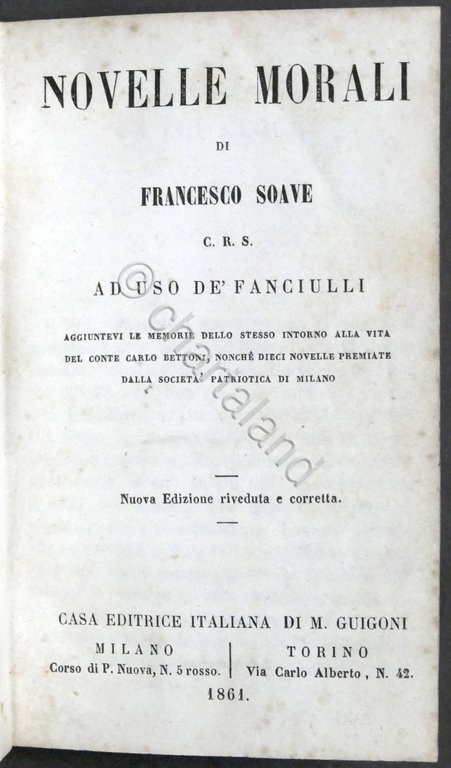 NOVELLE MORALI
DI
FRANCESCO SOAVE
C. R. S.
AD USO DE' FANCIULLI
AGGIUNTEVI LE MEMORIE DELLO STESSO INTORNO ALLA VITA
DEL CONTE CARLO BETTONI, NONCHÈ DIECI NOVELLE PREMIATE
DALLA SOCIETA' PATRIOTICA DI MILANO
© chartaland
Nuova Edizione riveduta e corretta.
CASA EDITRICE ITALIANA DI M. GUIGONI
MILANO
Corso di P. Nuova, N. 5 rosso.
TORINO
Via Carlo Alberto, N. 42.
1861.